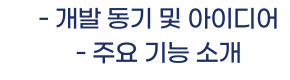 - 개발 동기 및 아이디어
- 주요 기능 소개